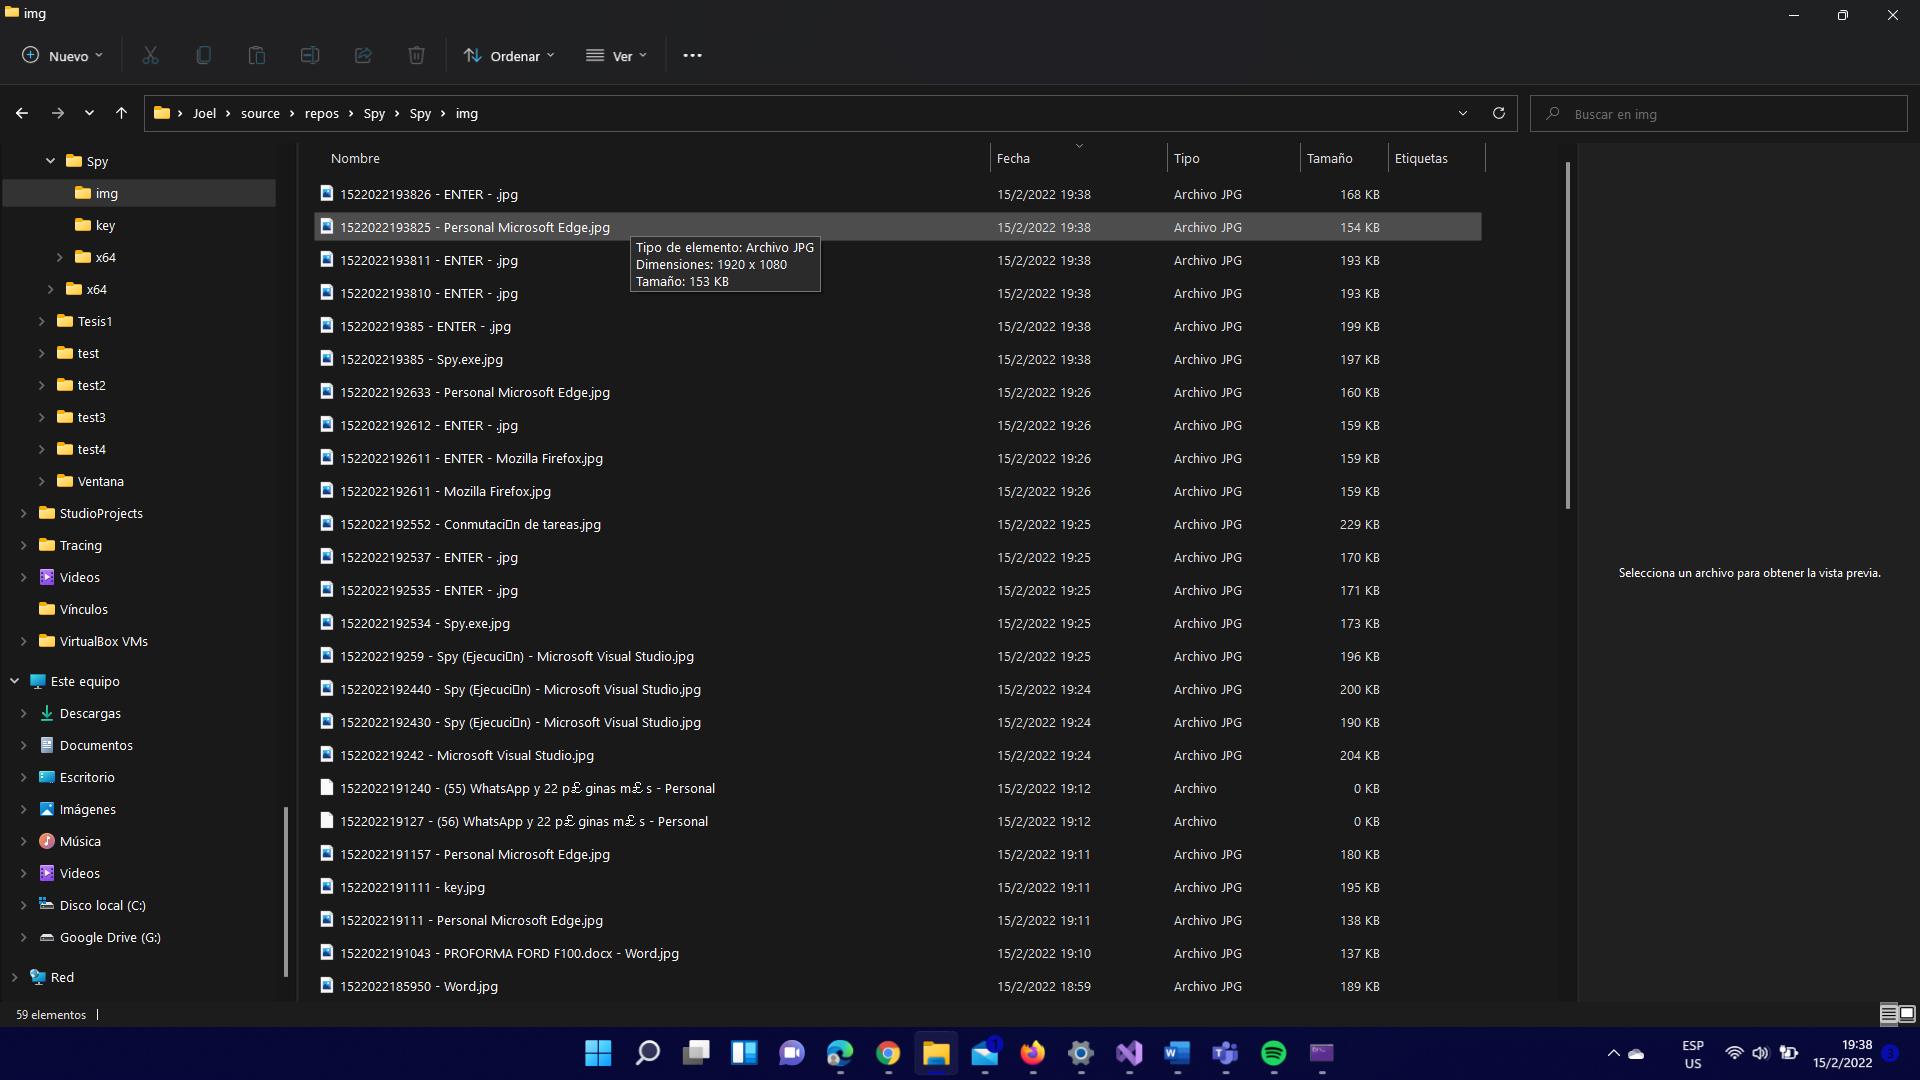 img
Nuevo
Ordenar
Ver
Joel > source > repos > Spy > Spy > img
Buscar en img
Spy
img
key
x64
x64
Tesis1
test
test2
test3
test4
Ventana
StudioProjects
Tracing
Videos
Vínculos
VirtualBox VMs
Este equipo
Descargas
Documentos
Escritorio
Imágenes
Música
Videos
Disco local (C:)
Google Drive (G:)
Red
Nombre Fecha Tipo Tamaño Etiquetas
1522022193826 - ENTER - .jpg 15/2/2022 19:38 Archivo JPG 168 KB
1522022193825 - Personal Microsoft Edge.jpg 15/2/2022 19:38 Archivo JPG 154 KB
1522022193811 - ENTER - .jpg 15/2/2022 19:38 Archivo JPG 193 KB
1522022193810 - ENTER - .jpg 15/2/2022 19:38 Archivo JPG 193 KB
152202219385 - ENTER - .jpg 15/2/2022 19:38 Archivo JPG 199 KB
152202219385 - Spy.exe.jpg 15/2/2022 19:38 Archivo JPG 197 KB
1522022192633 - Personal Microsoft Edge.jpg 15/2/2022 19:26 Archivo JPG 160 KB
1522022192612 - ENTER - .jpg 15/2/2022 19:26 Archivo JPG 159 KB
1522022192611 - ENTER - Mozilla Firefox.jpg 15/2/2022 19:26 Archivo JPG 159 KB
1522022192611 - Mozilla Firefox.jpg 15/2/2022 19:26 Archivo JPG 159 KB
1522022192552 - Conmutaci▯n de tareas.jpg 15/2/2022 19:25 Archivo JPG 229 KB
1522022192537 - ENTER - .jpg 15/2/2022 19:25 Archivo JPG 170 KB
1522022192535 - ENTER - .jpg 15/2/2022 19:25 Archivo JPG 171 KB
1522022192534 - Spy.exe.jpg 15/2/2022 19:25 Archivo JPG 173 KB
152202219259 - Spy (Ejecuci▯n) - Microsoft Visual Studio.jpg 15/2/2022 19:25 Archivo JPG 196 KB
1522022192440 - Spy (Ejecuci▯n) - Microsoft Visual Studio.jpg 15/2/2022 19:24 Archivo JPG 200 KB
1522022192430 - Spy (Ejecuci▯n) - Microsoft Visual Studio.jpg 15/2/2022 19:24 Archivo JPG 190 KB
152202219242 - Microsoft Visual Studio.jpg 15/2/2022 19:24 Archivo JPG 204 KB
1522022191240 - (55) WhatsApp y 22 p£ ginas m£ s - Personal 15/2/2022 19:12 Archivo 0 KB
152202219127 - (56) WhatsApp y 22 p£ ginas m£ s - Personal 15/2/2022 19:12 Archivo 0 KB
1522022191157 - Personal Microsoft Edge.jpg 15/2/2022 19:11 Archivo JPG 180 KB
1522022191111 - key.jpg 15/2/2022 19:11 Archivo JPG 195 KB
152202219111 - Personal Microsoft Edge.jpg 15/2/2022 19:11 Archivo JPG 138 KB
1522022191043 - PROFORMA FORD F100.docx - Word.jpg 15/2/2022 19:10 Archivo JPG 137 KB
1522022185950 - Word.jpg 15/2/2022 18:59 Archivo JPG 189 KB
Tipo de elemento: Archivo JPG
Dimensiones: 1920 x 1080
Tamaño: 153 KB
Selecciona un archivo para obtener la vista previa.
59 elementos
ESP
US
19:38
15/2/2022
3